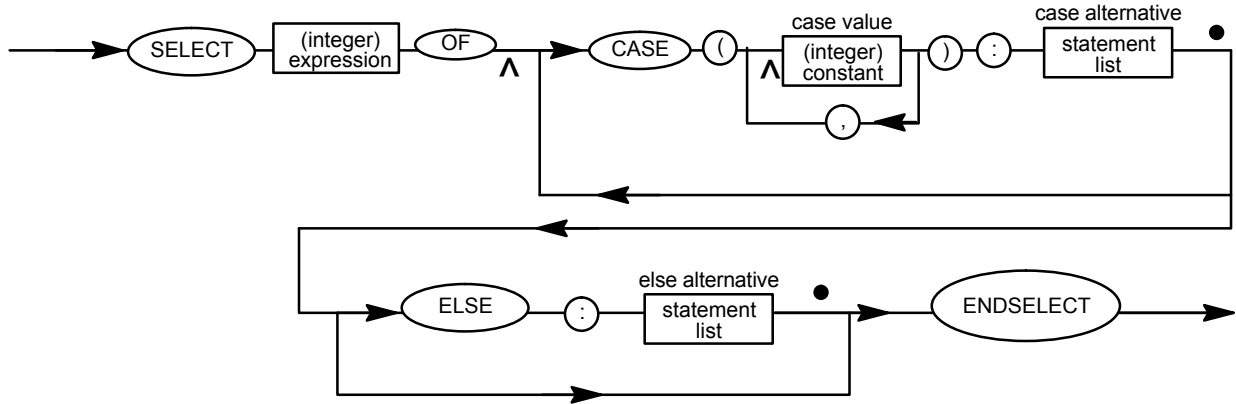 case value
case alternative
SELECT
(integer)
expression
OF
CASE
(
(integer)
constant
)
:
statement
list
,
else alternative
ELSE
:
statement
list
ENDSELECT